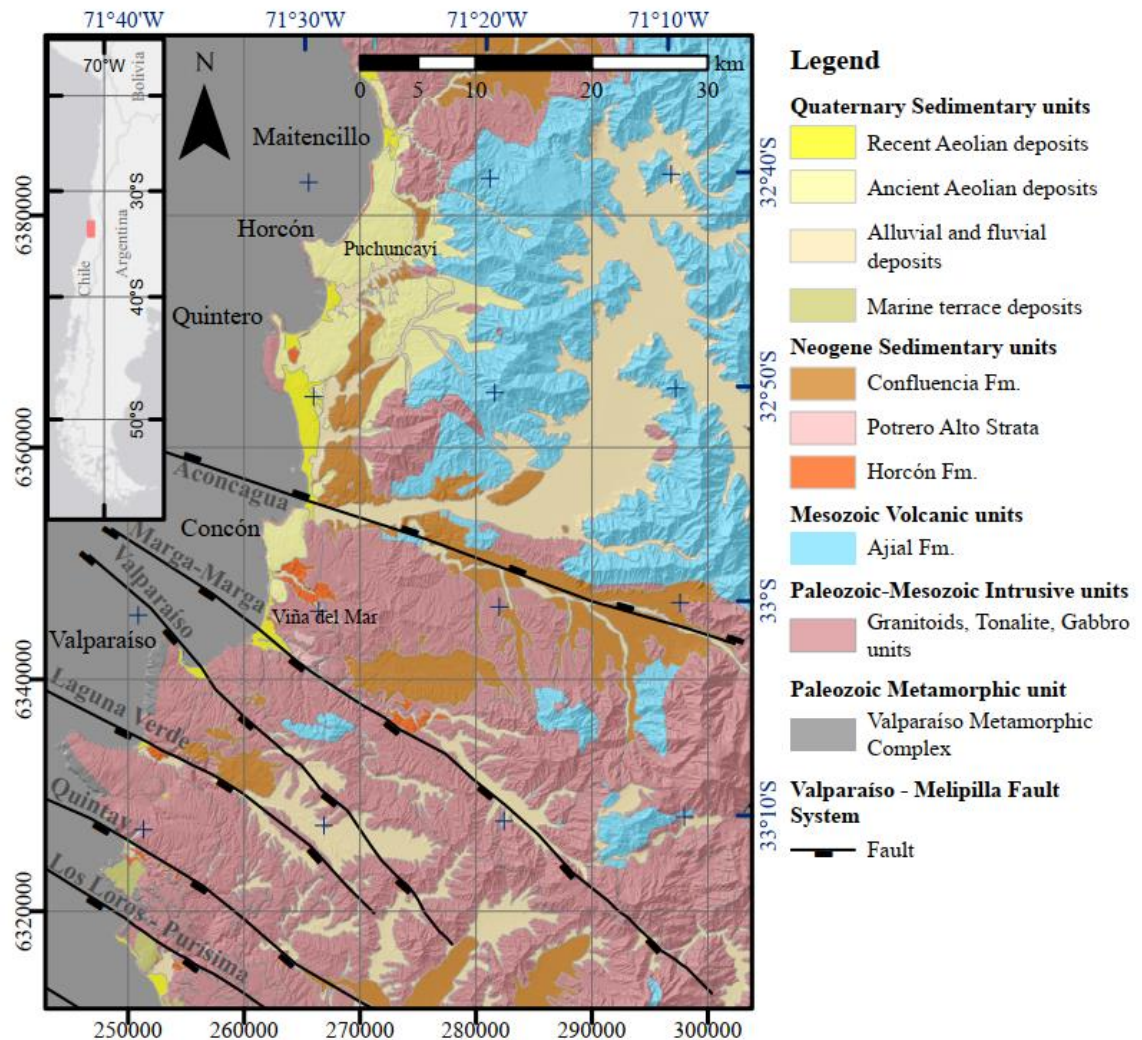 71°40'W 71°30'W 71°20'W 71°10'W
70°W
Bolivia
30°S
Argentina
Chile
40°S
50°S
N
km
0 5 10 20 30
Maitencillo
Horcón
Puchuncayí
Quintero
Aconcagua
Concón
Marga-Marga
Valparaíso
Viña del Mar
Valparaíso
Laguna Verde
Quintay
Los Loros - Purísima
6380000
6360000
6340000
6320000
32°40'S
32°50'S
33°S
33°10'S
250000 260000 270000 280000 290000 300000
Legend
Quaternary Sedimentary units
Recent Aeolian deposits
Ancient Aeolian deposits
Alluvial and fluvial
deposits
Marine terrace deposits
Neogene Sedimentary units
Confluencia Fm.
Potrero Alto Strata
Horcón Fm.
Mesozoic Volcanic units
Ajial Fm.
Paleozoic-Mesozoic Intrusive units
Granitoids, Tonalite, Gabbro
units
Paleozoic Metamorphic unit
Valparaíso Metamorphic
Complex
Valparaíso - Melipilla Fault
System
Fault